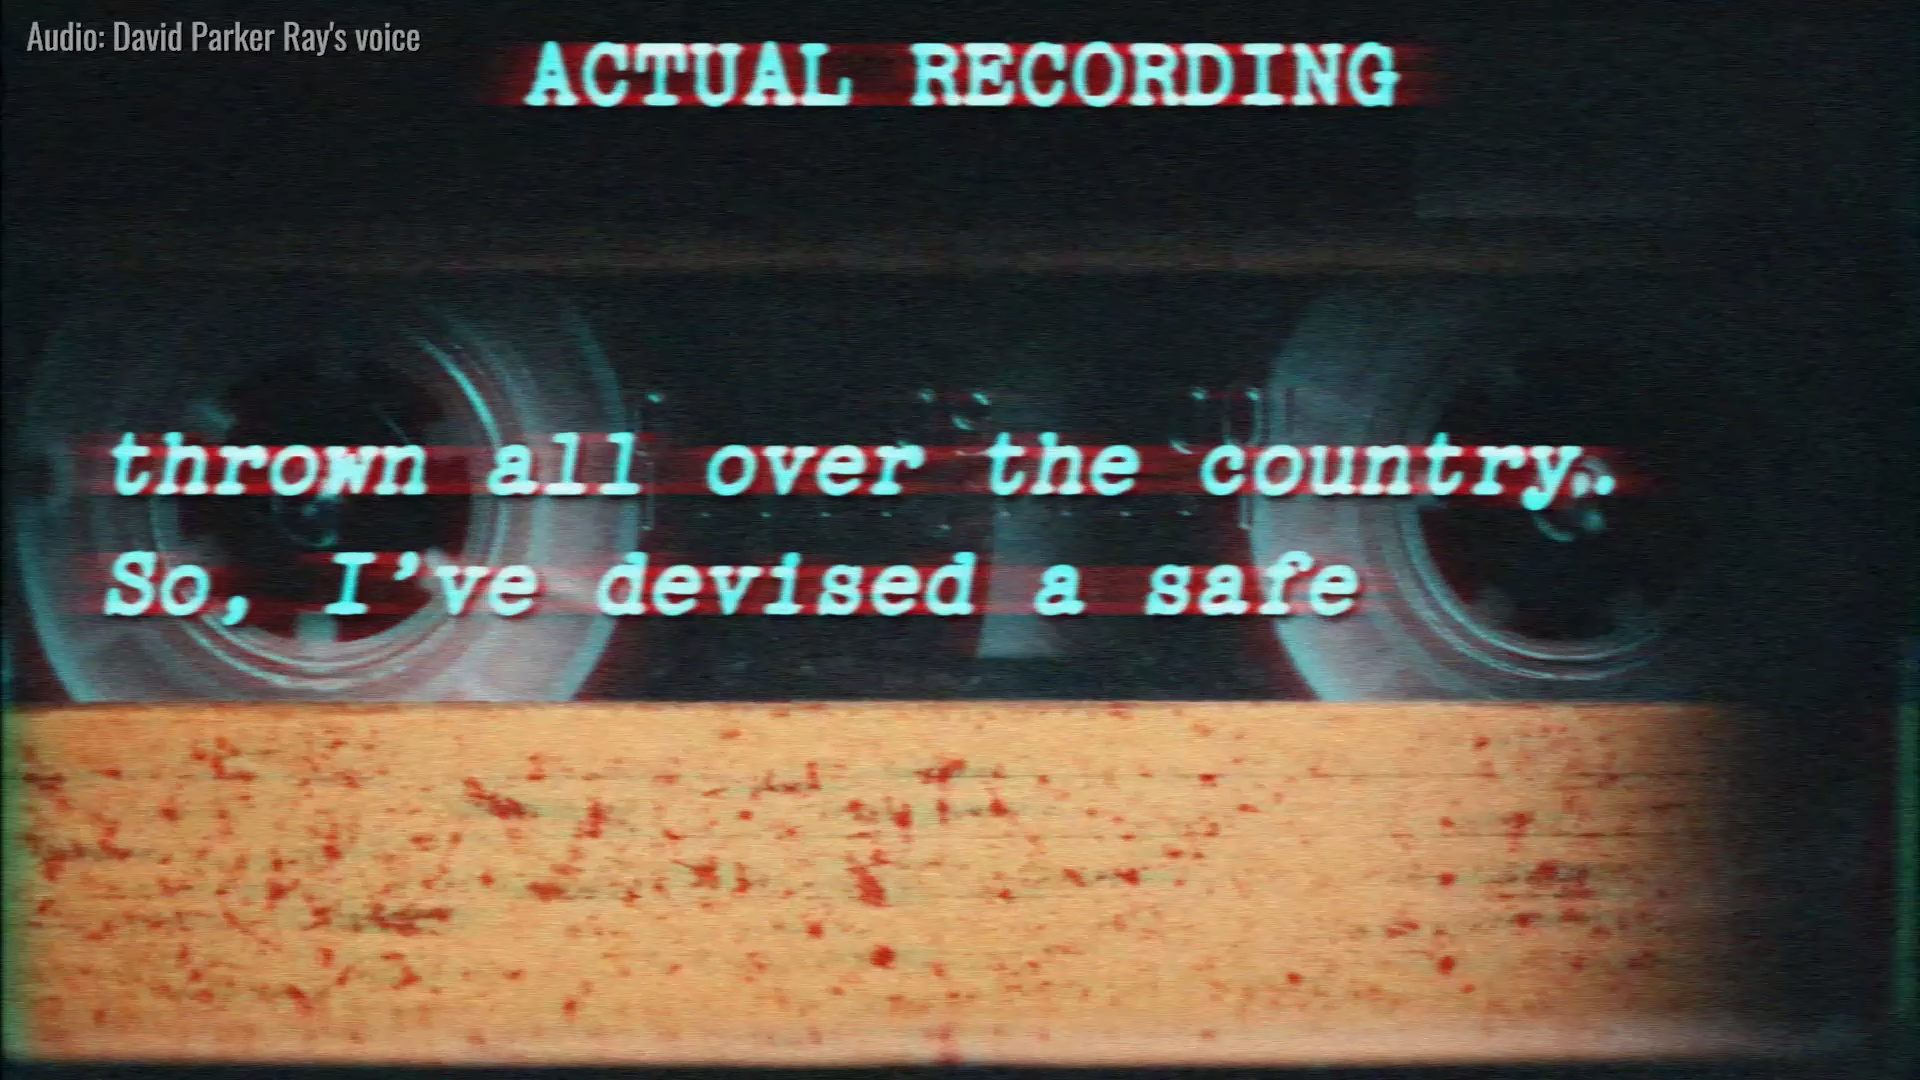 Audio: David Parker Ray's voice
ACTUAL RECORDING
thrown all over the country.
So, I've devised a safe